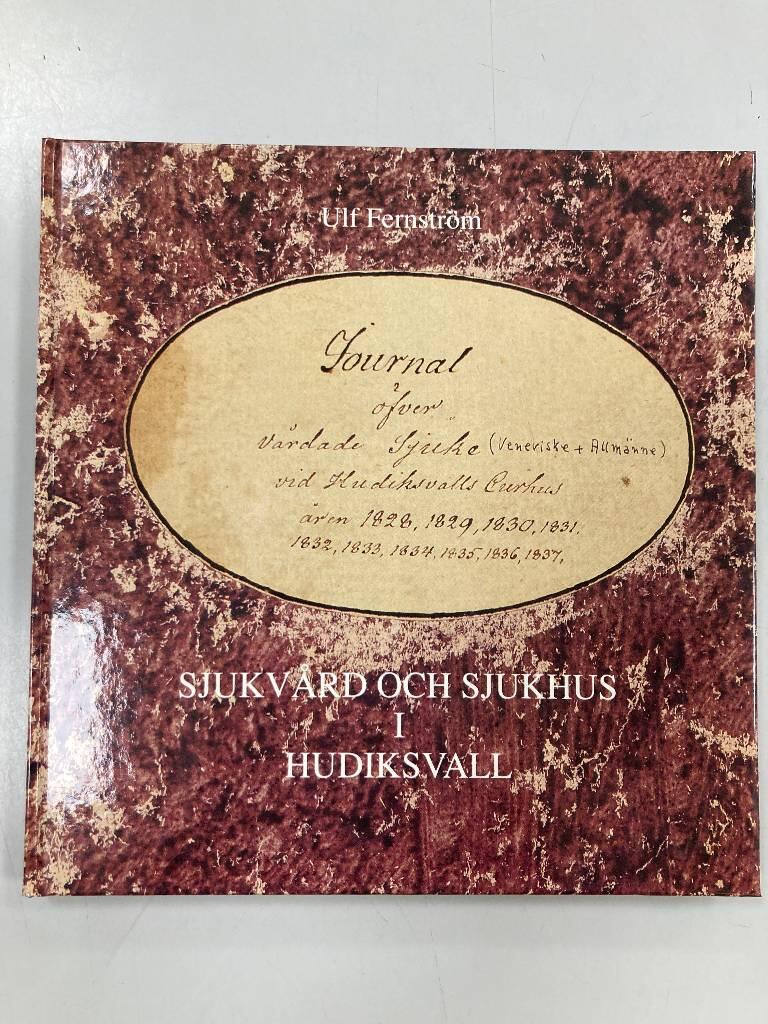 Ulf Fernström
Journal
öfver
vårdade Sjuke (Veneriske + Allmänne)
vid Hudiksvalls Curhus
åren 1828, 1829, 1830, 1831,
1832, 1833, 1834, 1835, 1836, 1837.
SJUKVÅRD OCH SJUKHUS
I
HUDIKSVALL